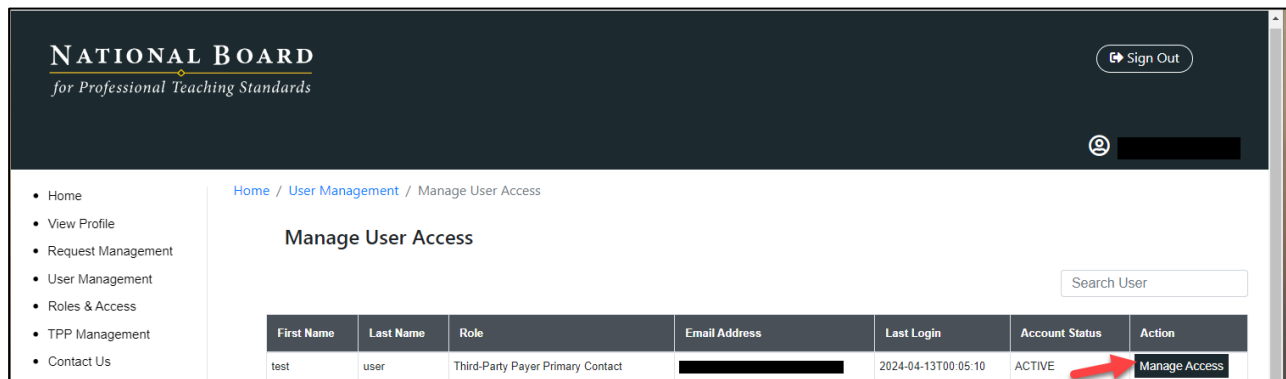 NATIONAL BOARD
for Professional Teaching Standards
Sign Out
Home
View Profile
Request Management
User Management
Roles & Access
TPP Management
Contact Us
Home / User Management / Manage User Access
Manage User Access
Search User
First Name Last Name Role Email Address Last Login Account Status Action
test user Third-Party Payer Primary Contact 2024-04-13T00:05:10 ACTIVE Manage Access